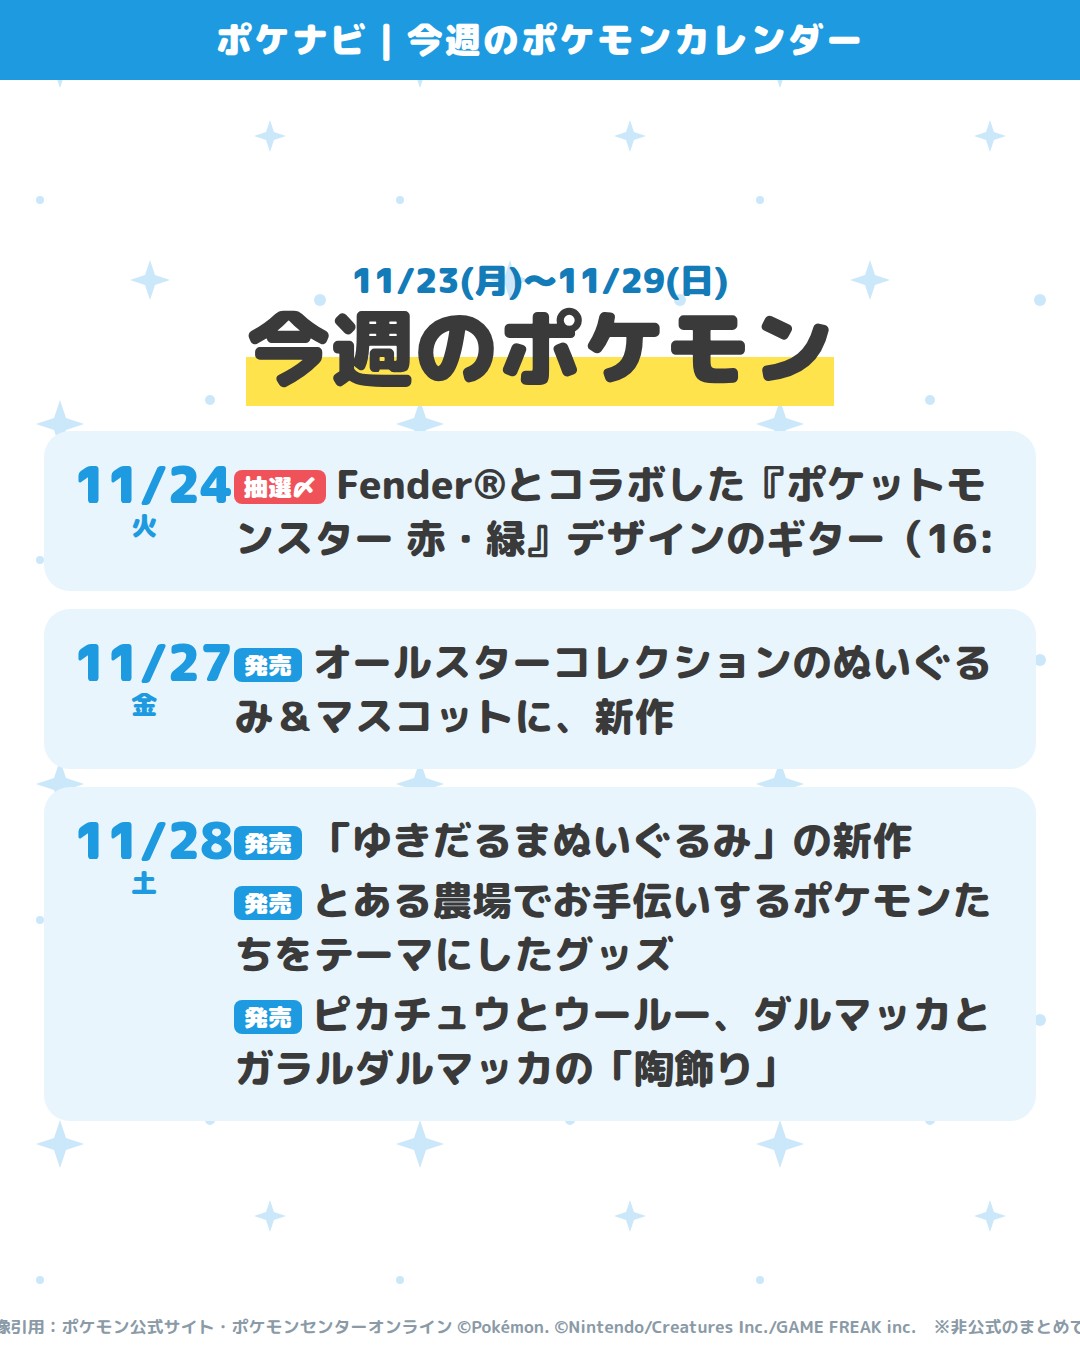 ポケナビ | 今週のポケモンカレンダー
11/23(月)〜11/29(日)
今週のポケモン
11/24
火
抽選〆 Fender®とコラボした『ポケットモ
ンスター 赤・緑』デザインのギター（16:
11/27
金
発売 オールスターコレクションのぬいぐる
み＆マスコットに、新作
11/28
土
発売 「ゆきだるまぬいぐるみ」の新作
発売 とある農場でお手伝いするポケモンた
ちをテーマにしたグッズ
発売 ピカチュウとウールー、ダルマッカと
ガラルダルマッカの「陶飾り」
像引用：ポケモン公式サイト・ポケモンセンターオンライン ©Pokémon. ©Nintendo/Creatures Inc./GAME FREAK inc. ※非公式のまとめで